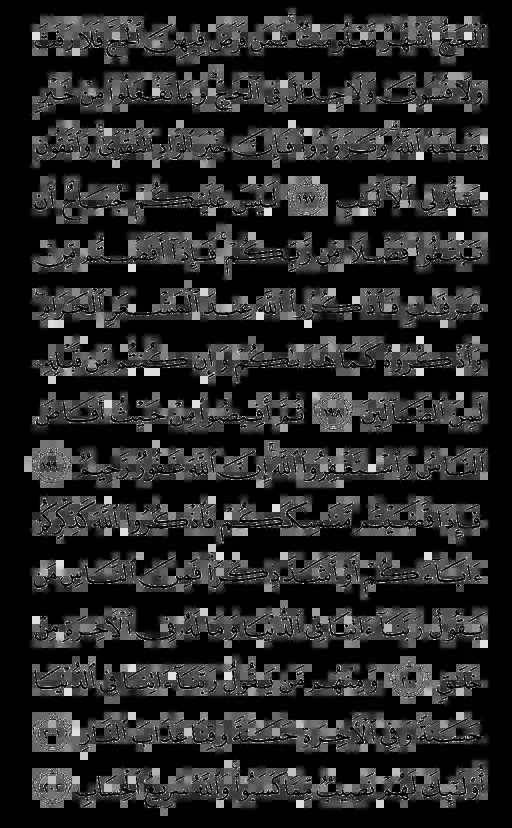 ٱلْحَجُّ أَشْهُرٌ مَّعْلُومَـٰتٌ فَمَن فَرَضَ فِيهِنَّ ٱلْحَجَّ فَلَا رَفَثَ
وَلَا فُسُوقَ وَلَا جِدَالَ فِى ٱلْحَجِّ وَمَا تَفْعَلُوا۟ مِنْ خَيْرٍ
يَعْلَمْهُ ٱللَّهُ وَتَزَوَّدُوا۟ فَإِنَّ خَيْرَ ٱلزَّادِ ٱلتَّقْوَىٰ وَٱتَّقُونِ
يَـٰٓأُو۟لِى ٱلْأَلْبَـٰبِ ١٩٧ لَيْسَ عَلَيْكُمْ جُنَاحٌ أَن
تَبْتَغُوا۟ فَضْلًا مِّن رَّبِّكُمْ فَإِذَآ أَفَضْتُم مِّنْ
عَرَفَـٰتٍ فَٱذْكُرُوا۟ ٱللَّهَ عِندَ ٱلْمَشْعَرِ ٱلْحَرَامِ
وَٱذْكُرُوهُ كَمَا هَدَىٰكُمْ وَإِن كُنتُم مِّن قَبْلِهِۦ
لَمِنَ ٱلضَّآلِّينَ ١٩٨ ثُمَّ أَفِيضُوا۟ مِنْ حَيْثُ أَفَاضَ
ٱلنَّاسُ وَٱسْتَغْفِرُوا۟ ٱللَّهَ إِنَّ ٱللَّهَ غَفُورٌ رَّحِيمٌ ١٩٩
فَإِذَا قَضَيْتُم مَّنَـٰسِكَكُمْ فَٱذْكُرُوا۟ ٱللَّهَ كَذِكْرِكُمْ
ءَابَآءَكُمْ أَوْ أَشَدَّ ذِكْرًا فَمِنَ ٱلنَّاسِ مَن
يَقُولُ رَبَّنَآ ءَاتِنَا فِى ٱلدُّنْيَا وَمَا لَهُۥ فِى ٱلْـَٔاخِرَةِ مِنْ
خَلَـٰقٍ ٢٠٠ وَمِنْهُم مَّن يَقُولُ رَبَّنَآ ءَاتِنَا فِى ٱلدُّنْيَا
حَسَنَةً وَفِى ٱلْـَٔاخِرَةِ حَسَنَةً وَقِنَا عَذَابَ ٱلنَّارِ ٢٠١
أُو۟لَـٰٓئِكَ لَهُمْ نَصِيبٌ مِّمَّا كَسَبُوا۟ وَٱللَّهُ سَرِيعُ ٱلْحِسَابِ ٢٠٢